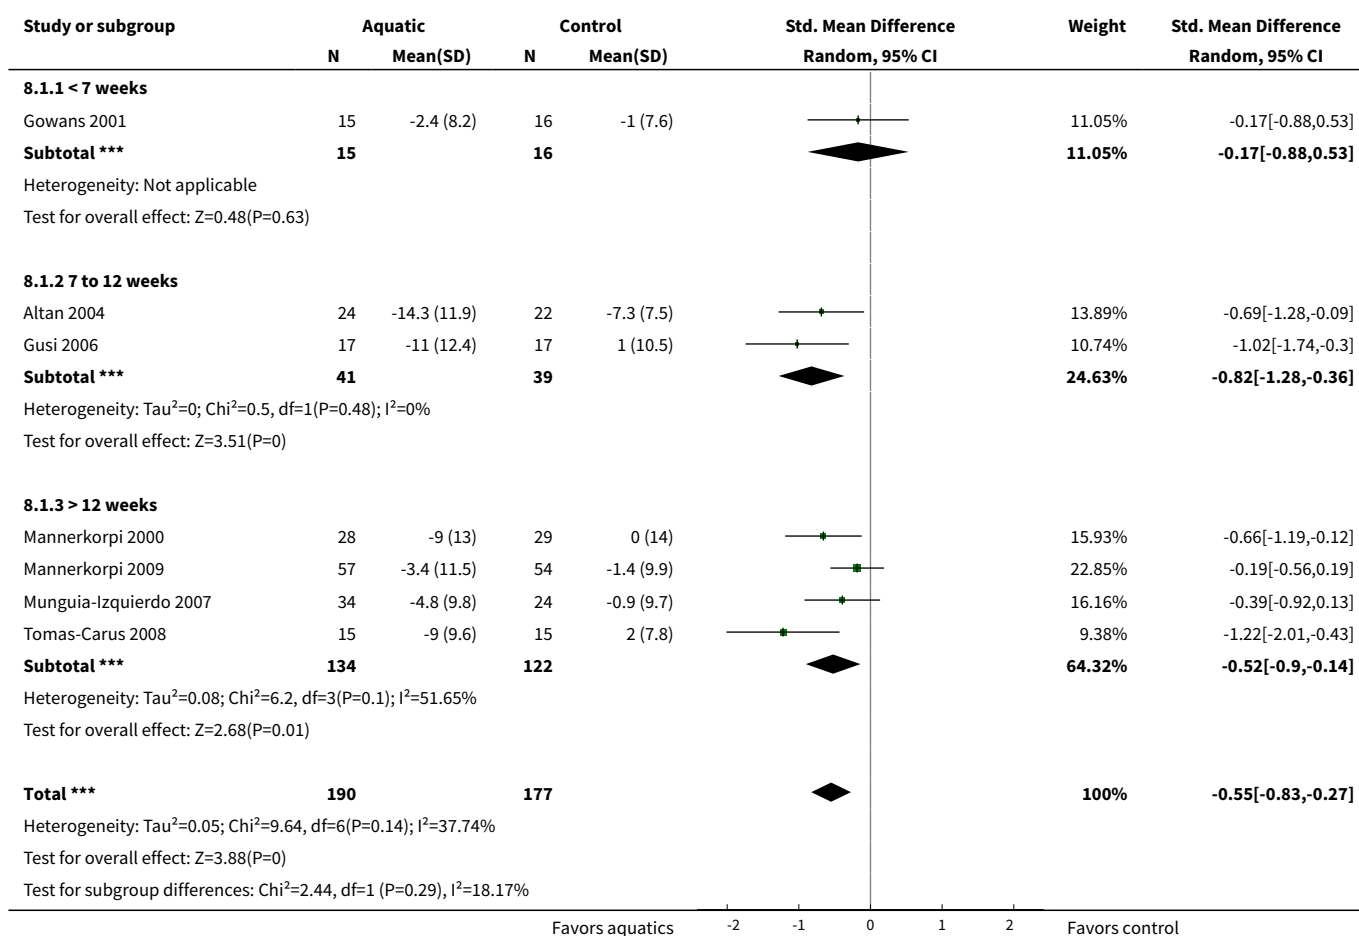 Study or subgroup Aquatic Control Std. Mean Difference Weight Std. Mean Difference
N Mean(SD) N Mean(SD) Random, 95% CI Random, 95% CI
8.1.1 < 7 weeks
Gowans 2001 15 -2.4 (8.2) 16 -1 (7.6) 11.05% -0.17[-0.88,0.53]
Subtotal *** 15 16 11.05% -0.17[-0.88,0.53]
Heterogeneity: Not applicable
Test for overall effect: Z=0.48(P=0.63)
8.1.2 7 to 12 weeks
Altan 2004 24 -14.3 (11.9) 22 -7.3 (7.5) 13.89% -0.69[-1.28,-0.09]
Gusi 2006 17 -11 (12.4) 17 1 (10.5) 10.74% -1.02[-1.74,-0.3]
Subtotal *** 41 39 24.63% -0.82[-1.28,-0.36]
Heterogeneity: Tau²=0; Chi²=0.5, df=1(P=0.48); I²=0%
Test for overall effect: Z=3.51(P=0)
8.1.3 > 12 weeks
Mannerkorpi 2000 28 -9 (13) 29 0 (14) 15.93% -0.66[-1.19,-0.12]
Mannerkorpi 2009 57 -3.4 (11.5) 54 -1.4 (9.9) 22.85% -0.19[-0.56,0.19]
Munguia-Izquierdo 2007 34 -4.8 (9.8) 24 -0.9 (9.7) 16.16% -0.39[-0.92,0.13]
Tomas-Carus 2008 15 -9 (9.6) 15 2 (7.8) 9.38% -1.22[-2.01,-0.43]
Subtotal *** 134 122 64.32% -0.52[-0.9,-0.14]
Heterogeneity: Tau²=0.08; Chi²=6.2, df=3(P=0.1); I²=51.65%
Test for overall effect: Z=2.68(P=0.01)
Total *** 190 177 100% -0.55[-0.83,-0.27]
Heterogeneity: Tau²=0.05; Chi²=9.64, df=6(P=0.14); I²=37.74%
Test for overall effect: Z=3.88(P=0)
Test for subgroup differences: Chi²=2.44, df=1 (P=0.29), I²=18.17%
Favors aquatics -2 -1 0 1 2 Favors control